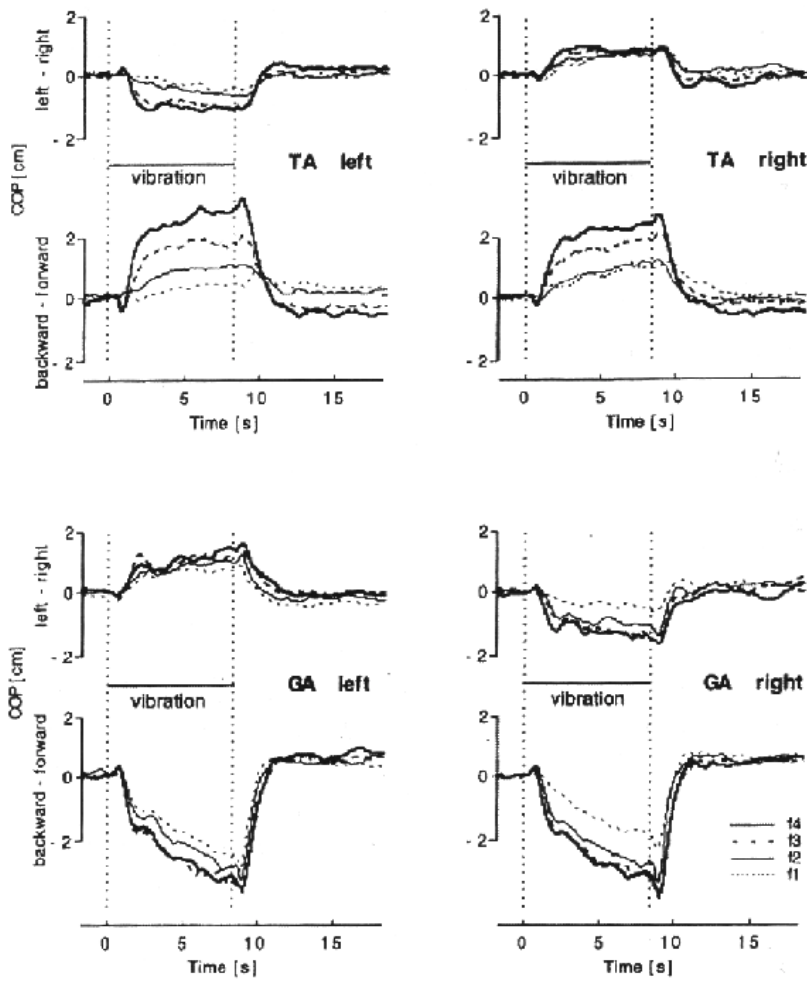 2
0
- 2
left - right
TA left
vibration
COP [cm]
2
0
- 2
backward - forward
0 5 10 15
Time [s]
2
0
- 2
TA right
vibration
2
0
- 2
0 5 10 15
Time [s]
2
0
- 2
left - right
GA left
vibration
COP [cm]
2
0
- 2
backward - forward
0 5 10 15
Time [s]
2
0
- 2
GA right
vibration
2
0
- 2
f4
f3
f2
f1
0 5 10 15
Time [s]